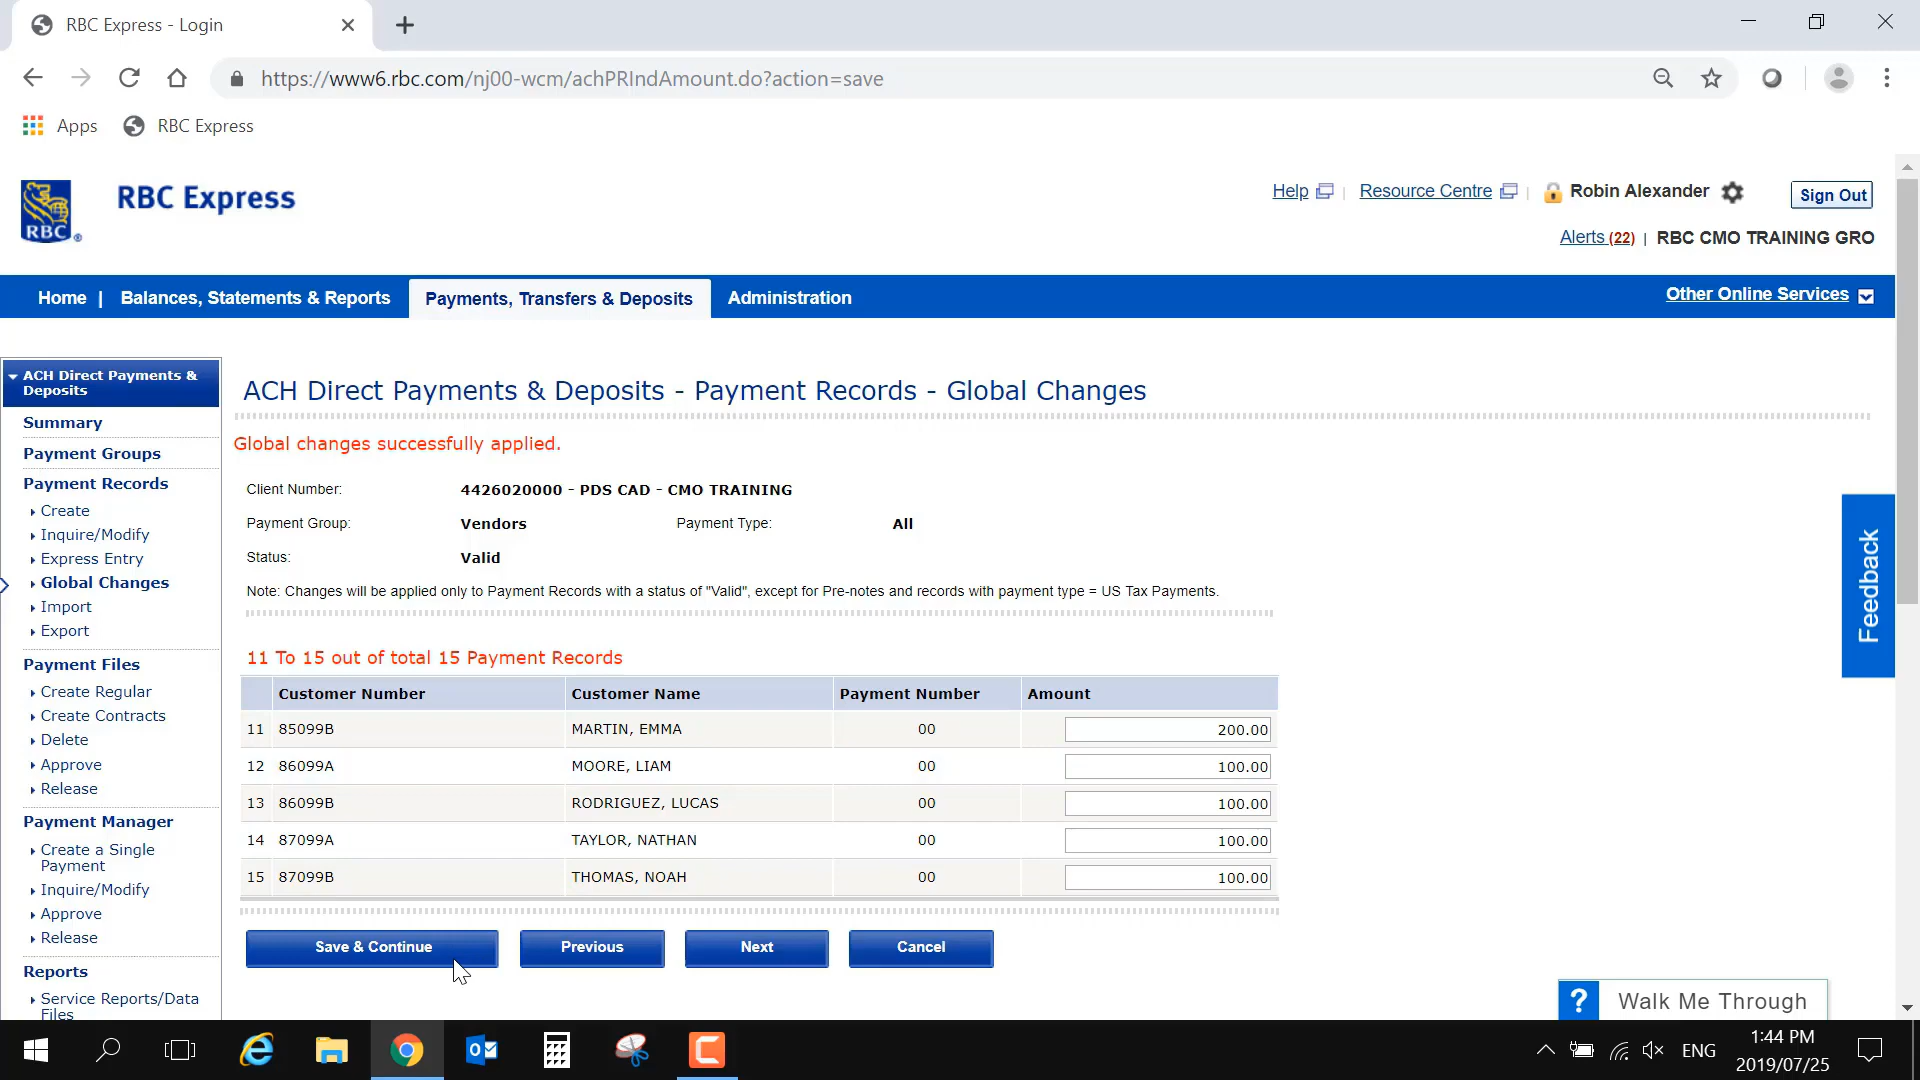 RBC Express - Login
https://www6.rbc.com/nj00-wcm/achPRIndAmount.do?action=save
Apps RBC Express
RBC
RBC Express
Help | Resource Centre | Robin Alexander Sign Out
Alerts (22) | RBC CMO TRAINING GRO
Home | Balances, Statements & Reports Payments, Transfers & Deposits Administration Other Online Services
ACH Direct Payments &
Deposits
Summary
Payment Groups
Payment Records
Create
Inquire/Modify
Express Entry
Global Changes
Import
Export
Payment Files
Create Regular
Create Contracts
Delete
Approve
Release
Payment Manager
Create a Single
Payment
Inquire/Modify
Approve
Release
Reports
Service Reports/Data
Files
ACH Direct Payments & Deposits - Payment Records - Global Changes
Global changes successfully applied.
Client Number: 4426020000 - PDS CAD - CMO TRAINING
Payment Group: Vendors Payment Type: All
Status: Valid
Note: Changes will be applied only to Payment Records with a status of "Valid", except for Pre-notes and records with payment type = US Tax Payments.
11 To 15 out of total 15 Payment Records
Customer Number Customer Name Payment Number Amount
11 85099B MARTIN, EMMA 00 200.00
12 86099A MOORE, LIAM 00 100.00
13 86099B RODRIGUEZ, LUCAS 00 100.00
14 87099A TAYLOR, NATHAN 00 100.00
15 87099B THOMAS, NOAH 00 100.00
Save & Continue Previous Next Cancel
Feedback
? Walk Me Through
ENG
1:44 PM
2019/07/25